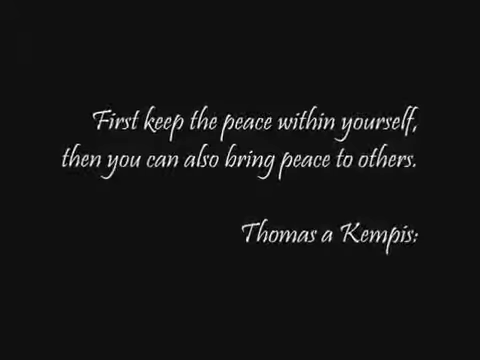 First keep the peace within yourself,
then you can also bring peace to others.
Thomas a Kempis: